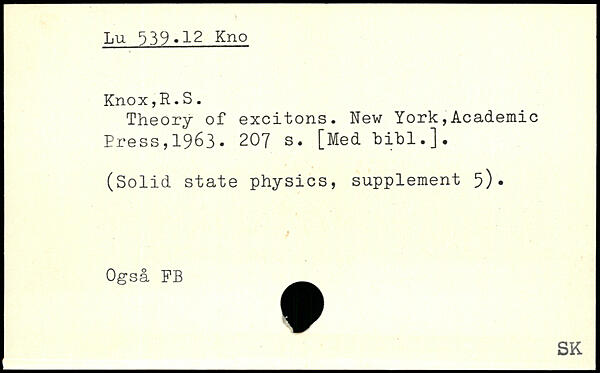 Lu 539.12 Kno
Knox,R.S.
Theory of excitons. New York,Academic
Press,1963. 207 s. [Med bibl.].
(Solid state physics, supplement 5).
Også FB
SK